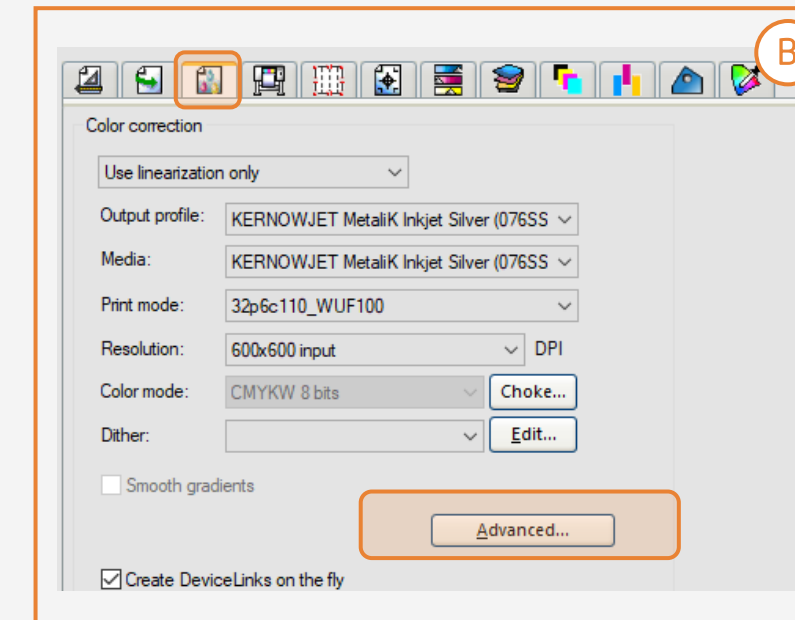 B
Color correction
Use linearization only
Output profile: KERNOWJET MetaliK Inkjet Silver (076SS
Media: KERNOWJET MetaliK Inkjet Silver (076SS
Print mode: 32p6c110_WUF100
Resolution: 600x600 input DPI
Color mode: CMYKW 8 bits Choke...
Dither: Edit...
Smooth gradients
Advanced...
Create DeviceLinks on the fly